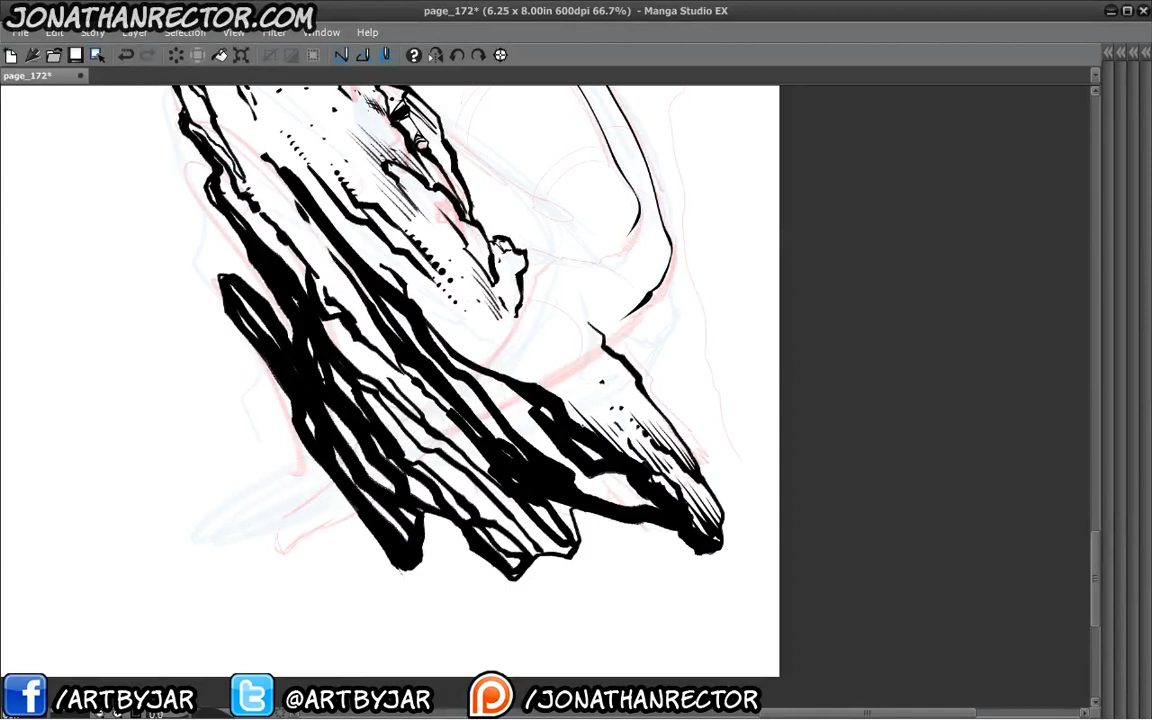 JONATHANRECTOR.COM
page_172* (6.25 x 8.00in 600dpi 66.7%) - Manga Studio EX
File Edit Story Layer Selection View Filter Window Help
page_172*
/ARTBYJAR @ARTBYJAR /JONATHANRECTOR